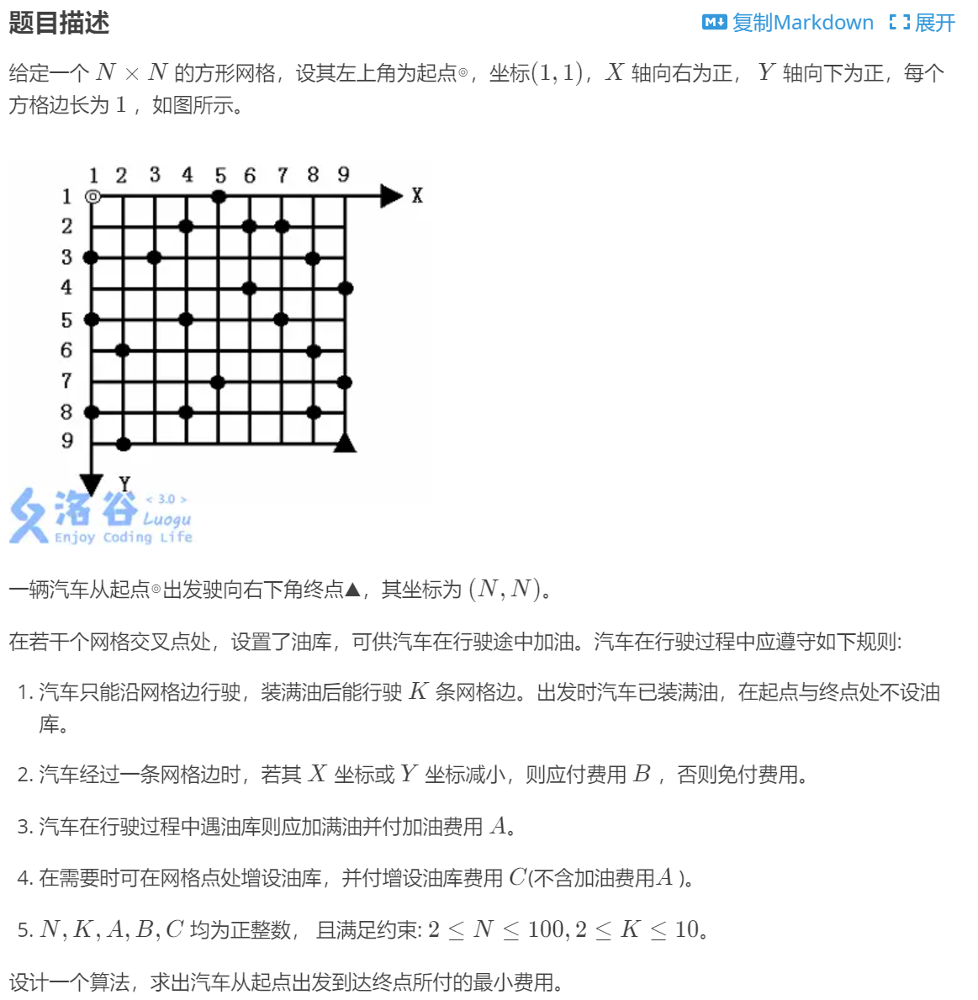 题目描述
复制Markdown 展开
给定一个 N × N 的方形网格，设其左上角为起点◎，坐标(1, 1)，X 轴向右为正， Y 轴向下为正，每个
方格边长为 1 ，如图所示。
1 2 3 4 5 6 7 8 9
1
X
2
3
4
5
6
7
8
9
Y
洛谷 < 3.0 >
Luogu
Enjoy Coding Life
一辆汽车从起点◎出发驶向右下角终点▲，其坐标为 (N, N)。
在若干个网格交叉点处，设置了油库，可供汽车在行驶途中加油。汽车在行驶过程中应遵守如下规则:
1. 汽车只能沿网格边行驶，装满油后能行驶 K 条网格边。出发时汽车已装满油，在起点与终点处不设油
库。
2. 汽车经过一条网格边时，若其 X 坐标或 Y 坐标减小，则应付费用 B ，否则免付费用。
3. 汽车在行驶过程中遇油库则应加满油并付加油费用 A。
4. 在需要时可在网格点处增设油库，并付增设油库费用 C(不含加油费用A )。
5. N, K, A, B, C 均为正整数， 且满足约束: 2 ≤ N ≤ 100, 2 ≤ K ≤ 10。
设计一个算法，求出汽车从起点出发到达终点所付的最小费用。